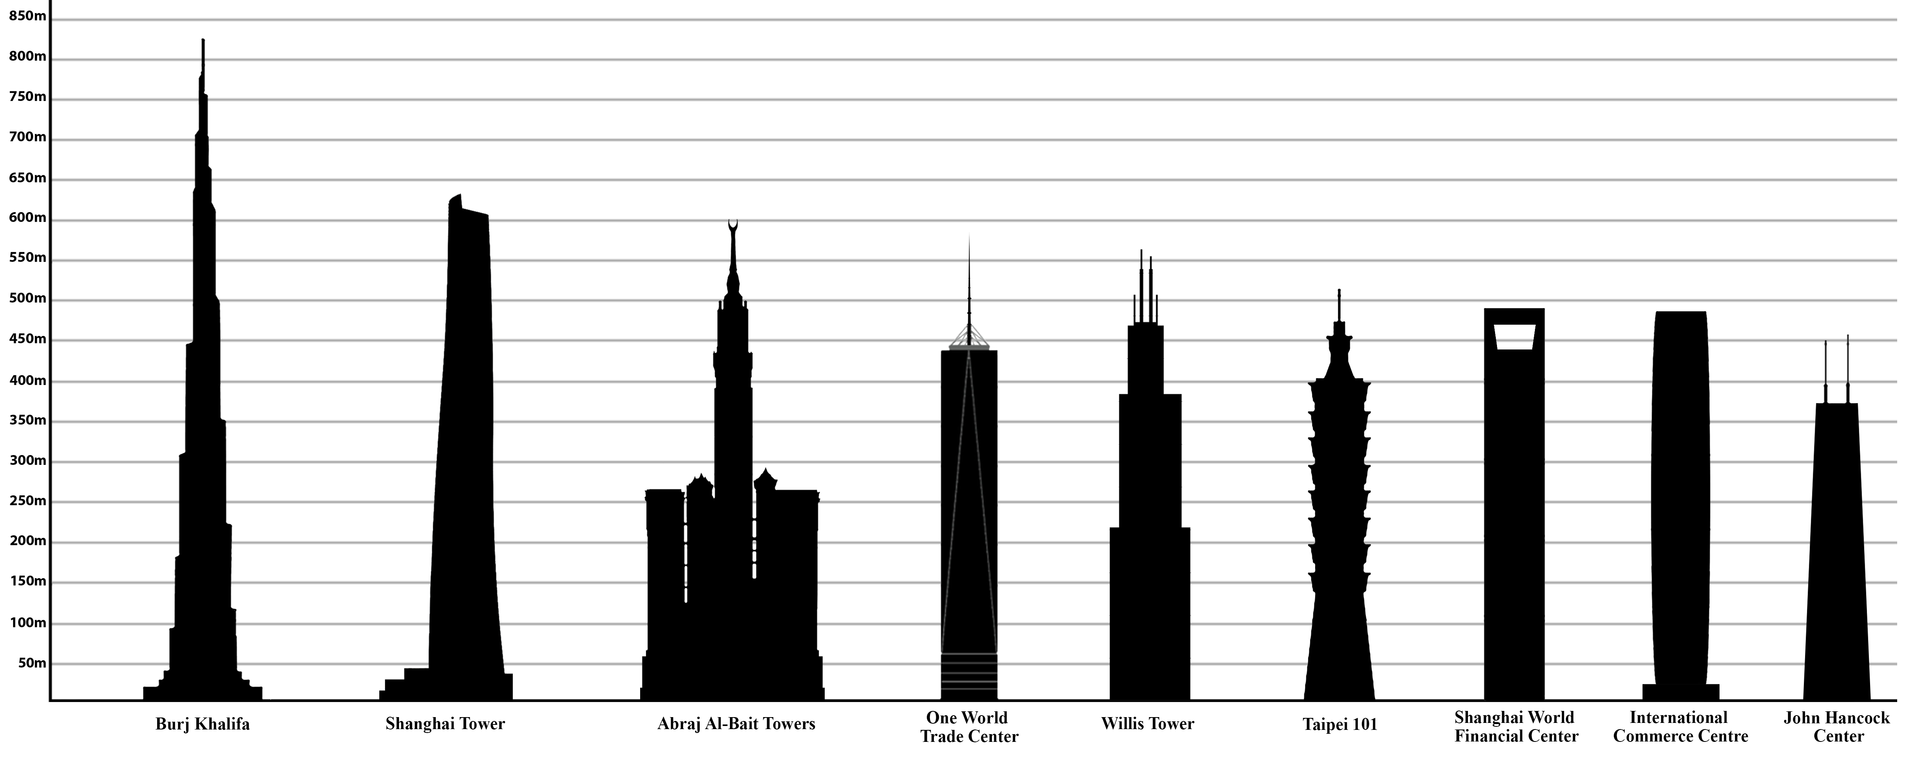 850m
800m
750m
700m
650m
600m
550m
500m
450m
400m
350m
300m
250m
200m
150m
100m
50m
Burj Khalifa
Shanghai Tower
Abraj Al-Bait Towers
One World
Trade Center
Willis Tower
Taipei 101
Shanghai World
Financial Center
International
Commerce Centre
John Hancock
Center